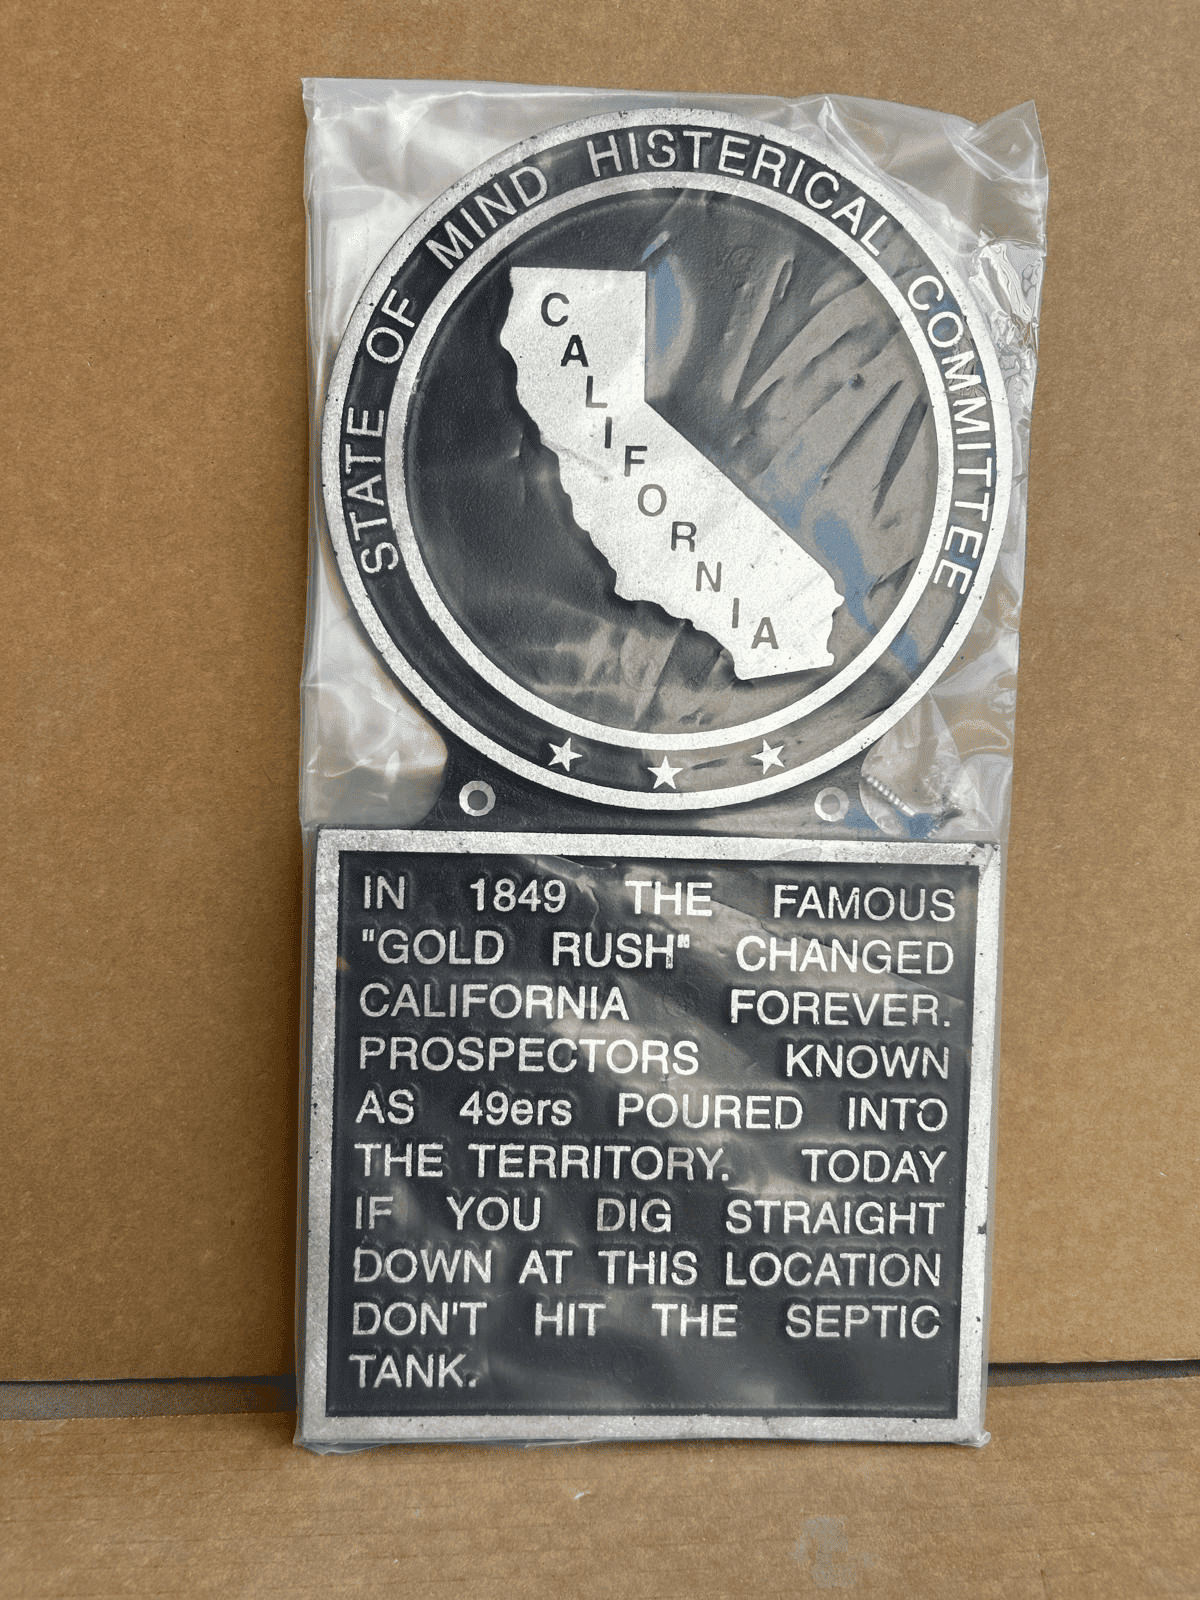 STATE OF MIND HISTERICAL COMMITTEE
CALIFORNIA
IN 1849 THE FAMOUS
"GOLD RUSH" CHANGED
CALIFORNIA FOREVER.
PROSPECTORS KNOWN
AS 49ers POURED INTO
THE TERRITORY. TODAY
IF YOU DIG STRAIGHT
DOWN AT THIS LOCATION
DON'T HIT THE SEPTIC
TANK.